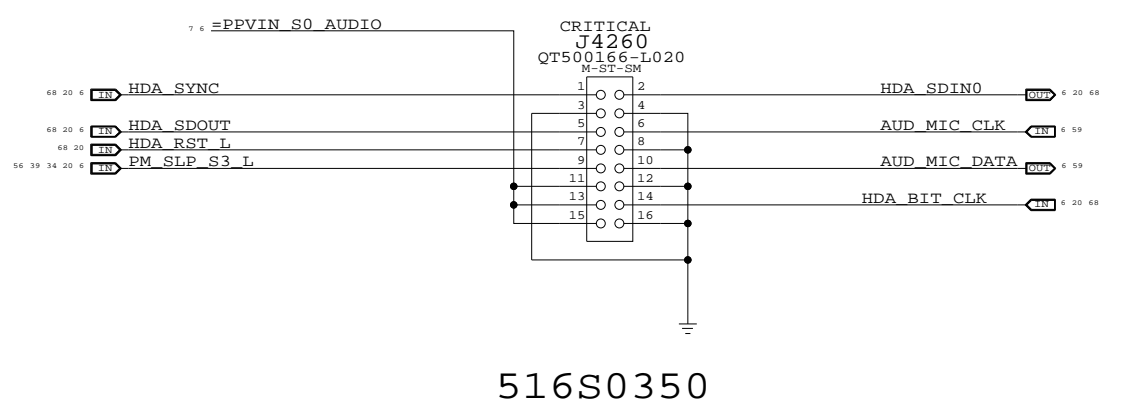 7 6 =PPVIN_S0_AUDIO
CRITICAL
J4260
QT500166-L020
M-ST-SM
68 20 6 IN HDA_SYNC 1 2 HDA_SDIN0 OUT 6 20 68
3 4
68 20 6 IN HDA_SDOUT 5 6 AUD_MIC_CLK IN 6 59
68 20 IN HDA_RST_L 7 8
56 39 34 20 6 IN PM_SLP_S3_L 9 10 AUD_MIC_DATA OUT 6 59
11 12
13 14 HDA_BIT_CLK IN 6 20 68
15 16
516S0350